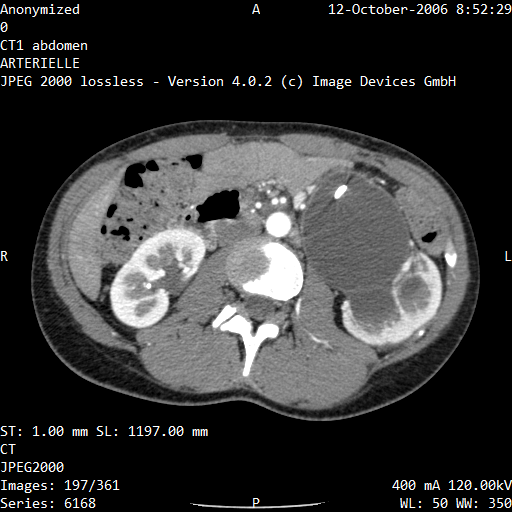 Anonymized A 12-October-2006 8:52:29
0
CT1 abdomen
ARTERIELLE
JPEG 2000 lossless - Version 4.0.2 (c) Image Devices GmbH
R L
ST: 1.00 mm SL: 1197.00 mm
CT
JPEG2000
Images: 197/361 400 mA 120.00kV
Series: 6168 P WL: 50 WW: 350